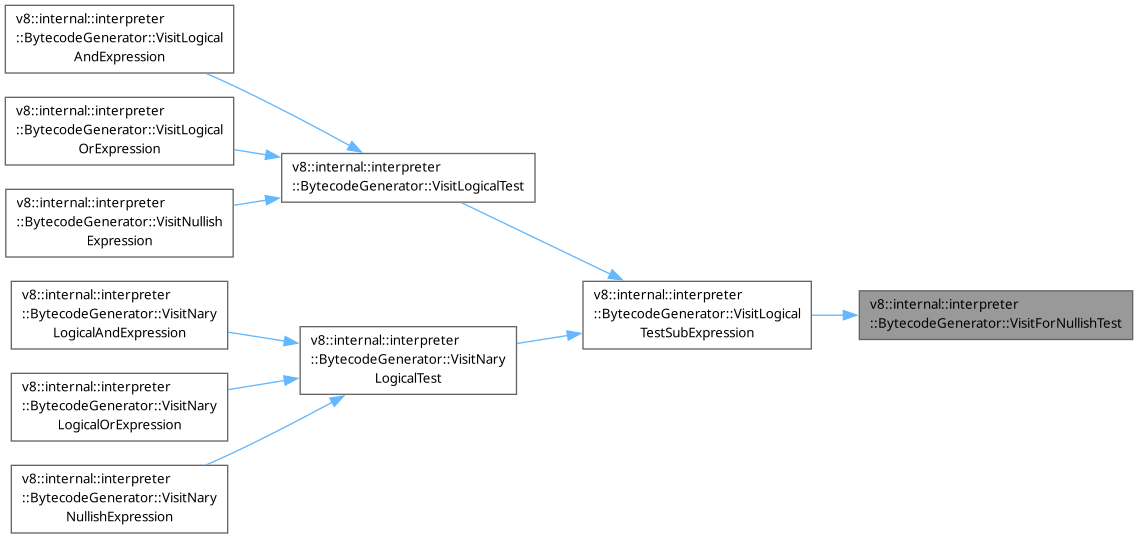 v8::internal::interpreter
::BytecodeGenerator::VisitLogical
AndExpression
v8::internal::interpreter
::BytecodeGenerator::VisitLogical
OrExpression
v8::internal::interpreter
::BytecodeGenerator::VisitNullish
Expression
v8::internal::interpreter
::BytecodeGenerator::VisitNary
LogicalAndExpression
v8::internal::interpreter
::BytecodeGenerator::VisitNary
LogicalOrExpression
v8::internal::interpreter
::BytecodeGenerator::VisitNary
NullishExpression
v8::internal::interpreter
::BytecodeGenerator::VisitLogicalTest
v8::internal::interpreter
::BytecodeGenerator::VisitNary
LogicalTest
v8::internal::interpreter
::BytecodeGenerator::VisitLogical
TestSubExpression
v8::internal::interpreter
::BytecodeGenerator::VisitForNullishTest